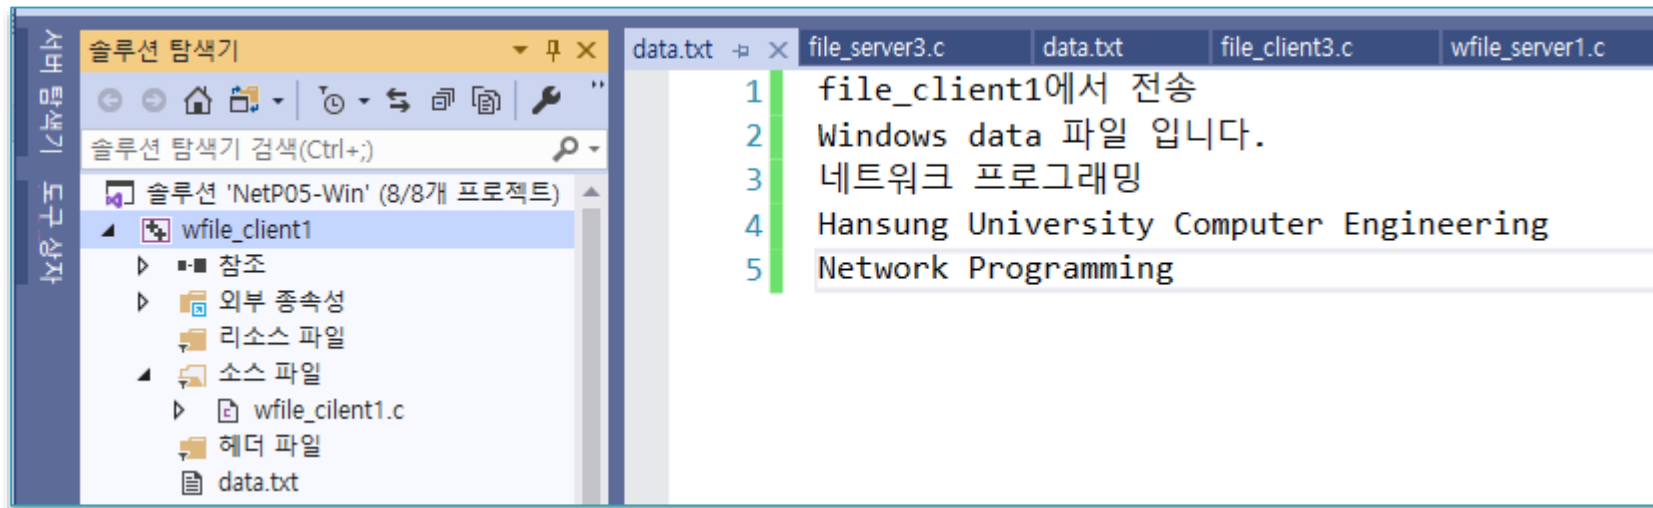 서버 탐색기
도구 상자
솔루션 탐색기
솔루션 탐색기 검색(Ctrl+;)
솔루션 'NetP05-Win' (8/8개 프로젝트)
wfile_client1
참조
외부 종속성
리소스 파일
소스 파일
wfile_cilent1.c
헤더 파일
data.txt
data.txt file_server3.c data.txt file_client3.c wfile_server1.c
1 file_client1에서 전송
2 Windows data 파일 입니다.
3 네트워크 프로그래밍
4 Hansung University Computer Engineering
5 Network Programming